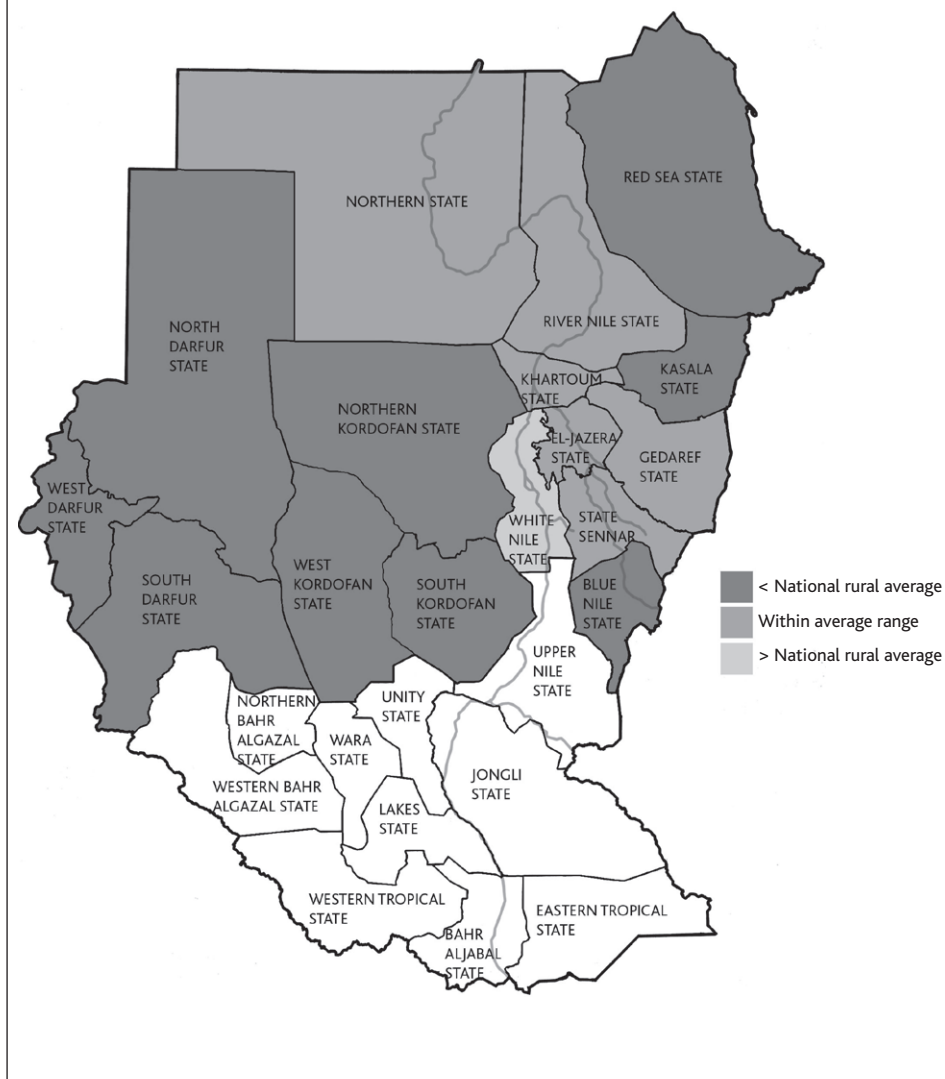 RED SEA STATE
NORTHERN STATE
RIVER NILE STATE
NORTH
DARFUR
STATE
KHARTOUM
STATE
KASALA
STATE
NORTHERN
KORDOFAN STATE
EL-JAZERA
STATE
GEDAREF
STATE
WEST
DARFUR
STATE
WHITE
NILE
STATE
STATE
SENNAR
SOUTH
DARFUR
STATE
WEST
KORDOFAN
STATE
SOUTH
KORDOFAN
STATE
BLUE
NILE
STATE
< National rural average
Within average range
> National rural average
UPPER
NILE
STATE
NORTHERN
BAHR
ALGAZAL
STATE
UNITY
STATE
WARA
STATE
WESTERN BAHR
ALGAZAL STATE
JONGLI
STATE
LAKES
STATE
WESTERN TROPICAL
STATE
EASTERN TROPICAL
STATE
BAHR
ALJABAL
STATE